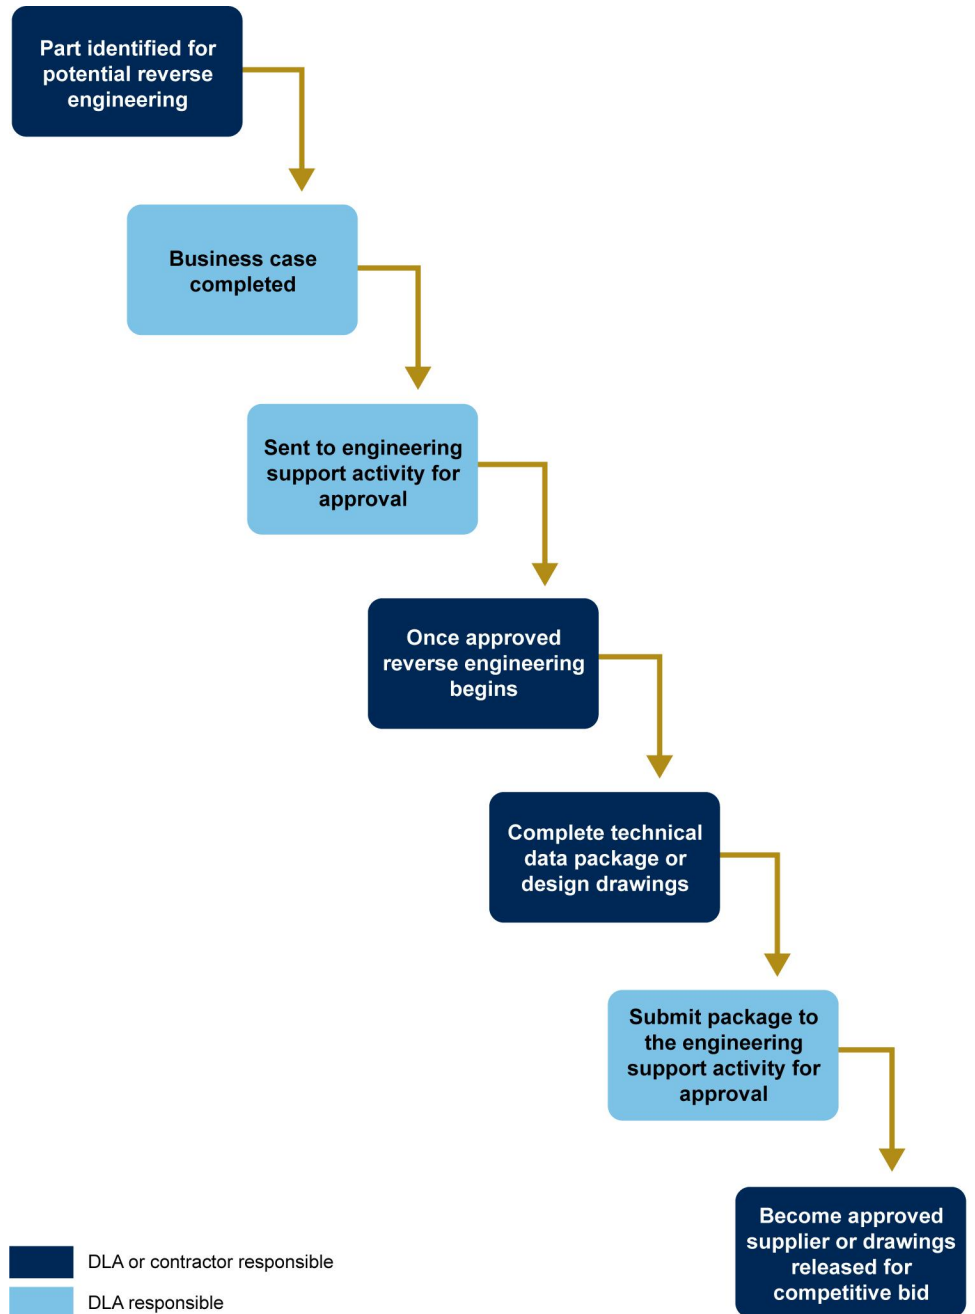 Part identified for
potential reverse
engineering
Business case
completed
Sent to engineering
support activity for
approval
Once approved
reverse engineering
begins
Complete technical
data package or
design drawings
Submit package to
the engineering
support activity for
approval
Become approved
supplier or drawings
released for
competitive bid
DLA or contractor responsible
DLA responsible